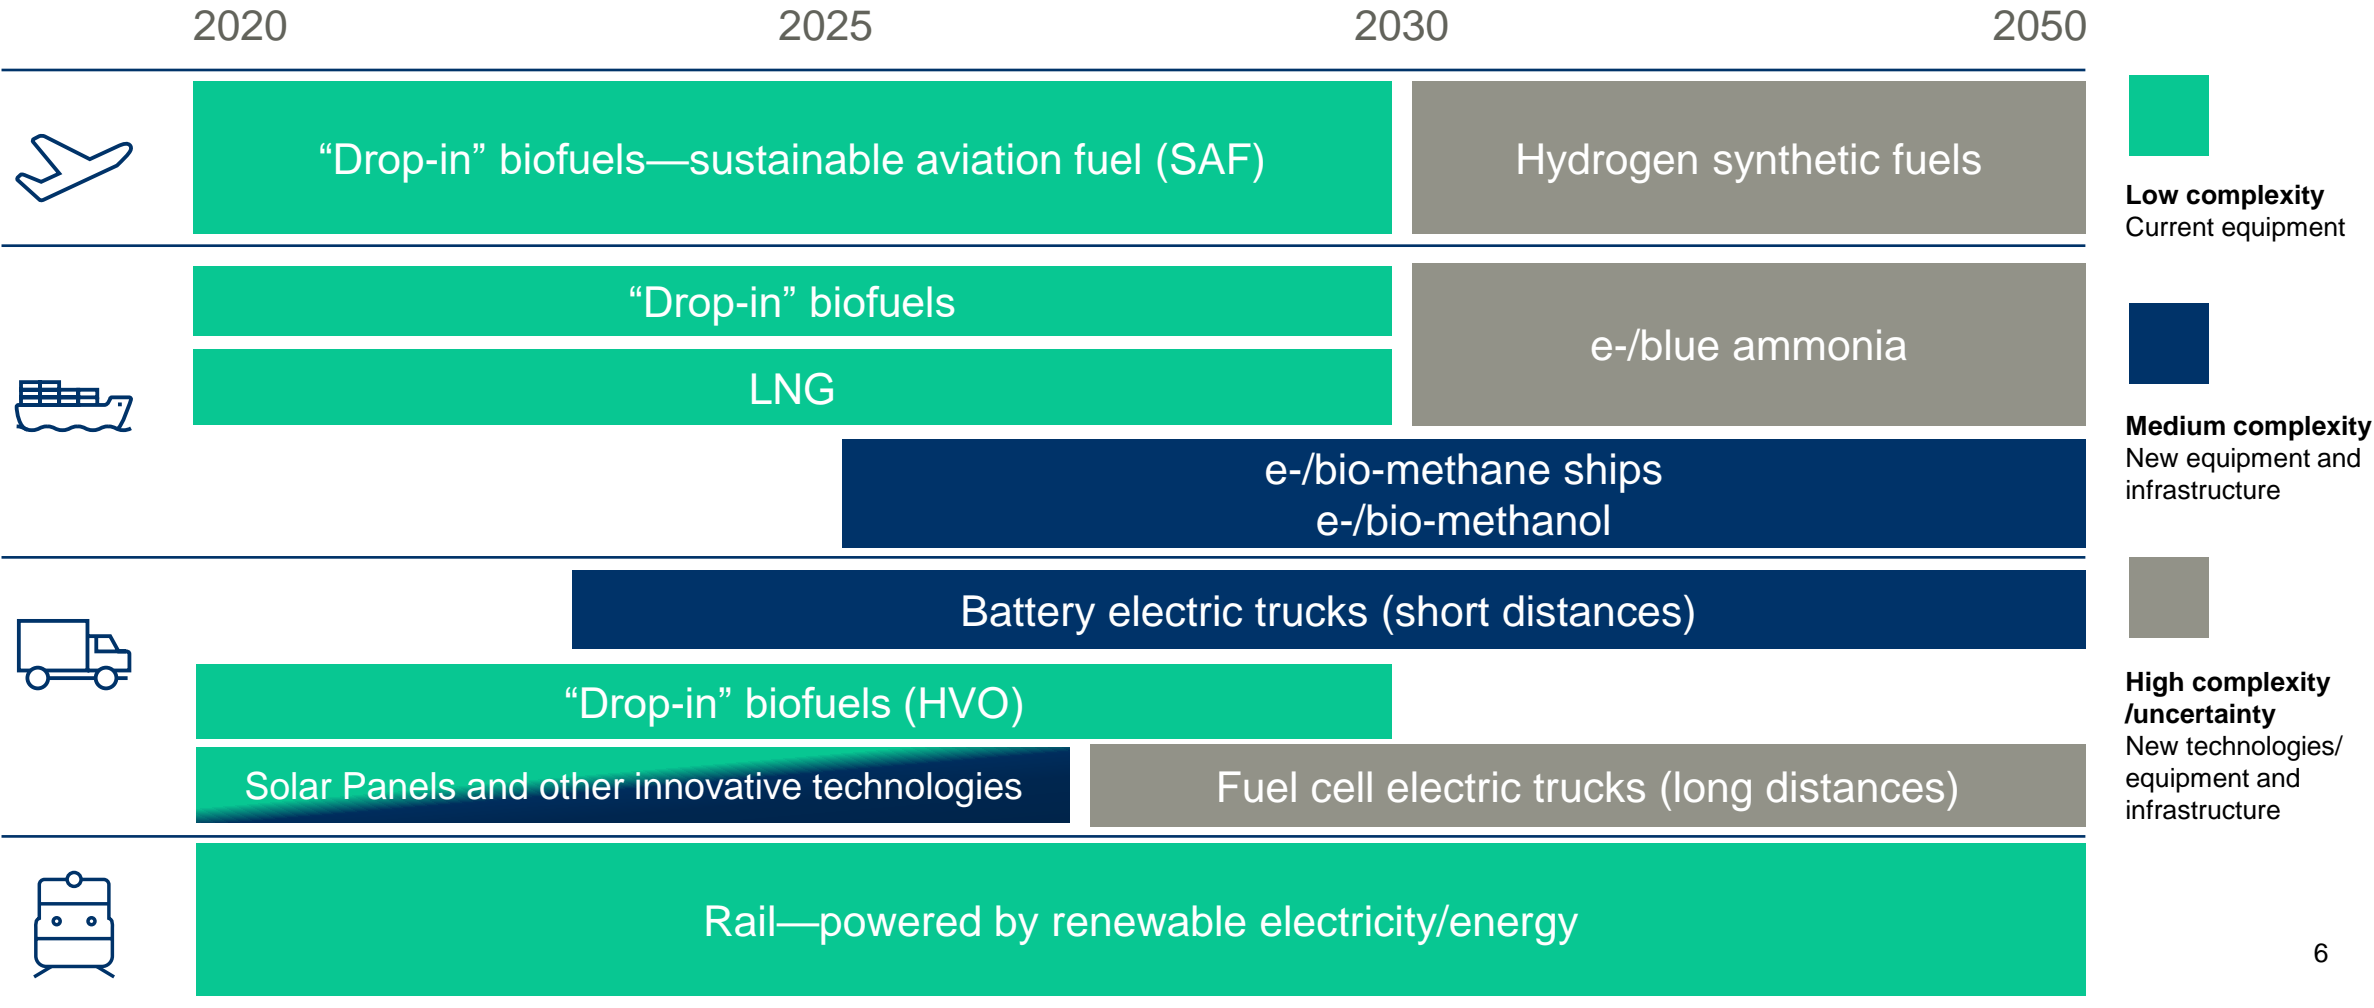 2020 2025 2030 2050
“Drop-in” biofuels—sustainable aviation fuel (SAF)
Hydrogen synthetic fuels
“Drop-in” biofuels
LNG
e-/blue ammonia
e-/bio-methane ships
e-/bio-methanol
Battery electric trucks (short distances)
“Drop-in” biofuels (HVO)
Solar Panels and other innovative technologies
Fuel cell electric trucks (long distances)
Rail—powered by renewable electricity/energy
Low complexity
Current equipment
Medium complexity
New equipment and
infrastructure
High complexity
/uncertainty
New technologies/
equipment and
infrastructure
6